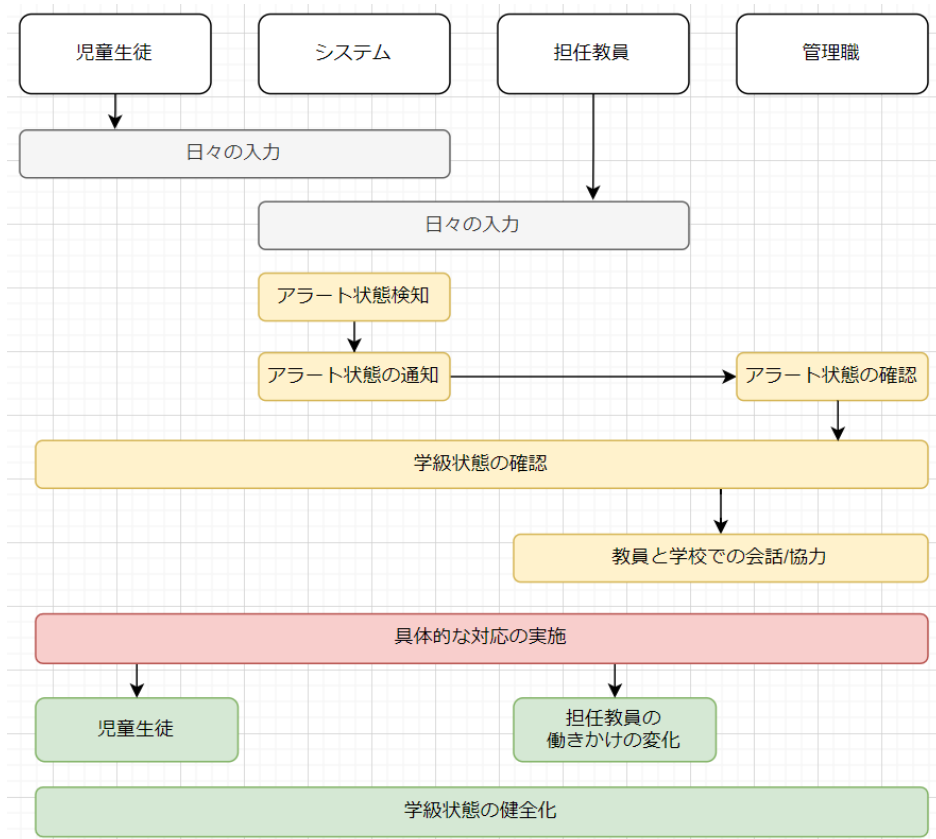 児童生徒
システム
担任教員
管理職
日々の入力
日々の入力
アラート状態検知
アラート状態の通知
アラート状態の確認
学級状態の確認
教員と学校での会話/協力
具体的な対応の実施
児童生徒
担任教員の
働きかけの変化
学級状態の健全化